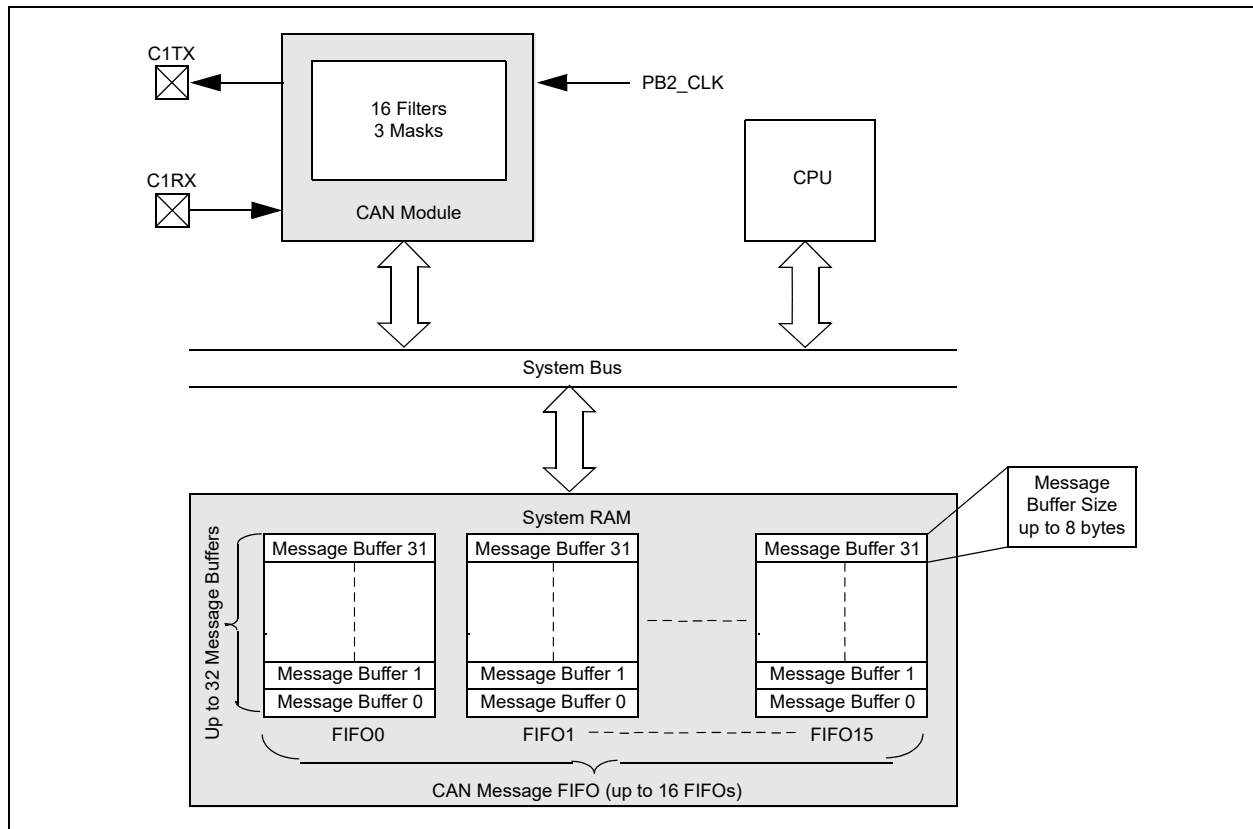 C1TX
PB2_CLK
16 Filters
3 Masks
CPU
C1RX
CAN Module
System Bus
Message
Buffer Size
up to 8 bytes
System RAM
Up to 32 Message Buffers
Message Buffer 31
Message Buffer 31
Message Buffer 31
Message Buffer 1
Message Buffer 1
Message Buffer 1
Message Buffer 0
Message Buffer 0
Message Buffer 0
FIFO0
FIFO1
FIFO15
CAN Message FIFO (up to 16 FIFOs)